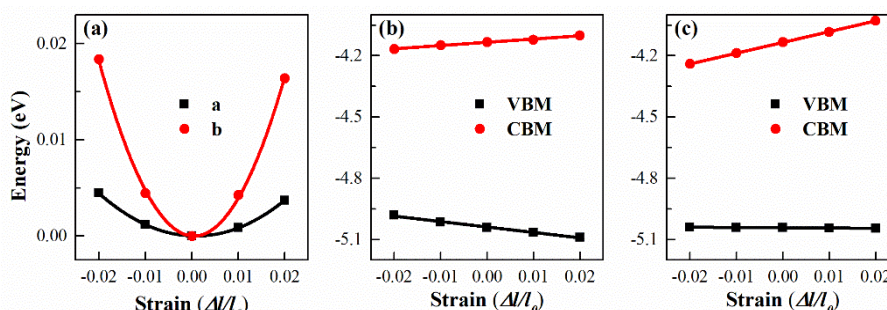 (a)
Energy (eV)
0.02
0.01
0.00
a
b
-0.02 -0.01 0.00 0.01 0.02
Strain (Δl/l
(b)
-4.2
-4.5
-4.8
-5.1
VBM
CBM
-0.02 -0.01 0.00 0.01 0.02
Strain (Δl/l₀)
(c)
-4.2
-4.5
-4.8
-5.1
VBM
CBM
-0.02 -0.01 0.00 0.01 0.02
Strain (Δl/l₀)